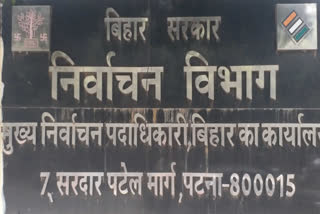 बिहार सरकार
निर्वाचन विभाग
मुख्य निर्वाचन पदाधिकारी,बिहार का कार्यालय
7, सरदार पटेल मार्ग ,पटना-800015